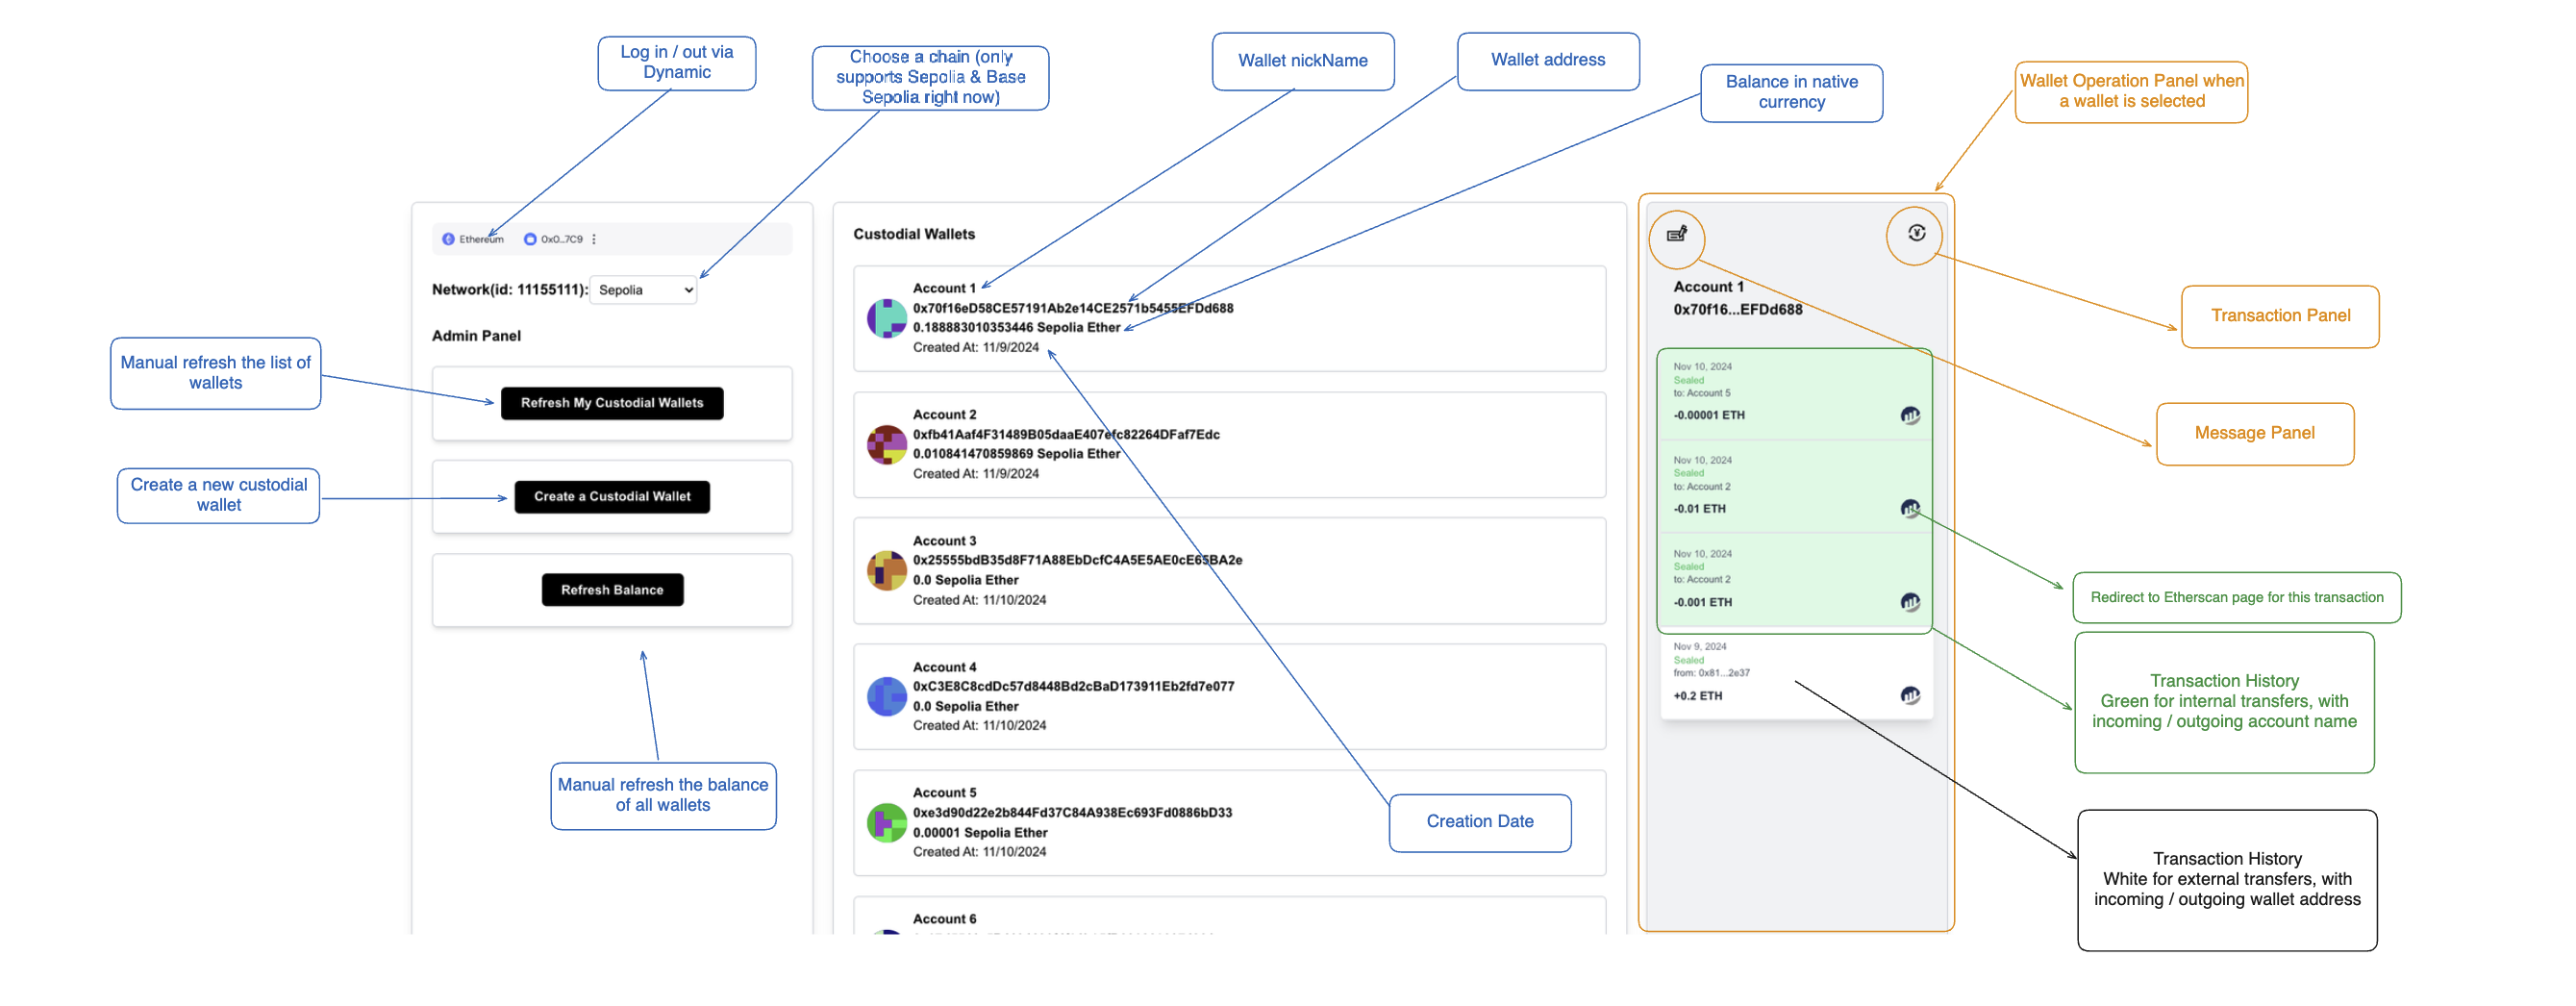 Log in / out via
Dynamic
Choose a chain (only
supports Sepolia & Base
Sepolia right now)
Wallet nickName
Wallet address
Balance in native
currency
Wallet Operation Panel when
a wallet is selected
Ethereum
0x0...7C9
Network(id: 11155111):
Sepolia
Admin Panel
Manual refresh the list of
wallets
Refresh My Custodial Wallets
Create a new custodial
wallet
Create a Custodial Wallet
Refresh Balance
Manual refresh the balance
of all wallets
Custodial Wallets
Account 1
0x70f16eD58CE57191Ab2e14CE2571b5455EFDd688
0.188883010353446 Sepolia Ether
Created At: 11/9/2024
Account 2
0xfb41Aaf4F31489B05daaE407efc82264DFaf7Edc
0.010841470859869 Sepolia Ether
Created At: 11/9/2024
Account 3
0x25555bdB35d8F71A88EbDcfC4A5E5AE0cE65BA2e
0.0 Sepolia Ether
Created At: 11/10/2024
Account 4
0xC3E8C8cdDc57d8448Bd2cBaD173911Eb2fd7e077
0.0 Sepolia Ether
Created At: 11/10/2024
Account 5
0xe3d90d22e2b844Fd37C84A938Ec693Fd0886bD33
0.00001 Sepolia Ether
Created At: 11/10/2024
Account 6
Creation Date
Account 1
0x70f16...EFDd688
Nov 10, 2024
Sealed
to: Account 5
-0.00001 ETH
Nov 10, 2024
Sealed
to: Account 2
-0.01 ETH
Nov 10, 2024
Sealed
to: Account 2
-0.001 ETH
Nov 9, 2024
Sealed
from: 0x81...2e37
+0.2 ETH
Transaction Panel
Message Panel
Redirect to Etherscan page for this transaction
Transaction History
Green for internal transfers, with
incoming / outgoing account name
Transaction History
White for external transfers, with
incoming / outgoing wallet address